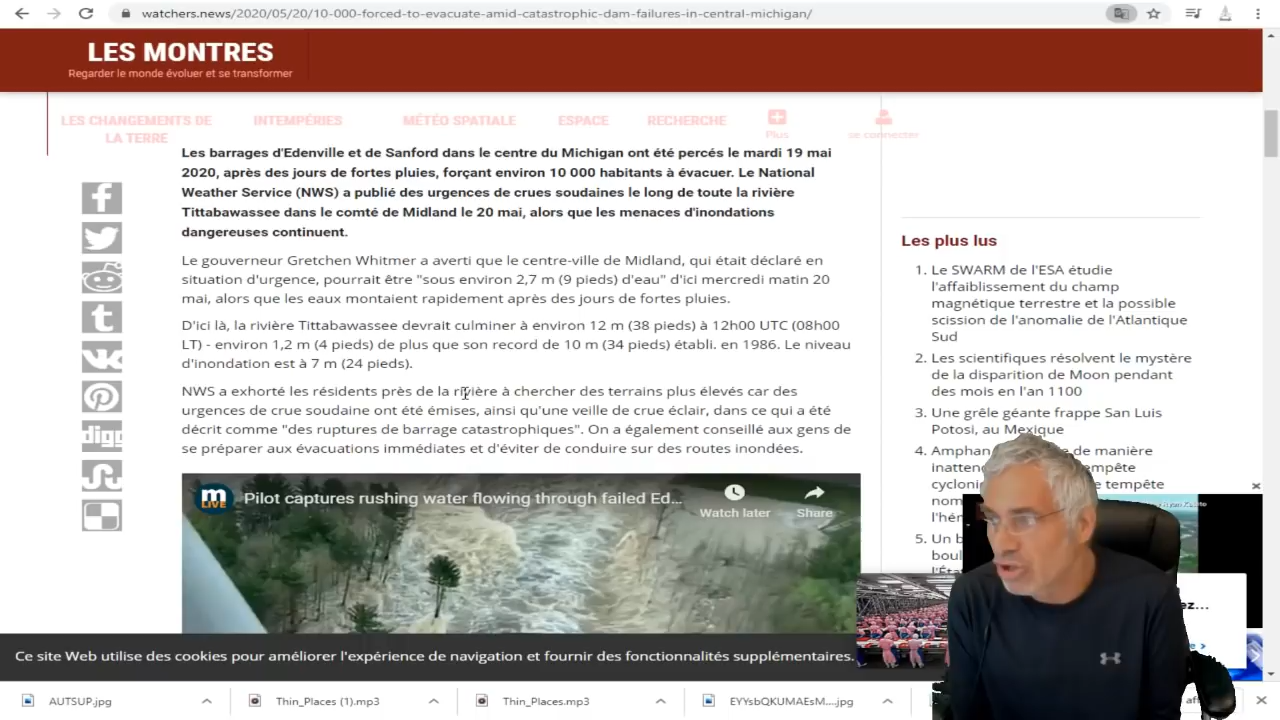 watchers.news/2020/05/20/10-000-forced-to-evacuate-amid-catastrophic-dam-failures-in-central-michigan/
LES MONTRES
Regarder le monde évoluer et se transformer
LES CHANGEMENTS DE
LA TERRE
INTEMPÉRIES
MÉTÉO SPATIALE
ESPACE
RECHERCHE
Plus
se connecter
Les barrages d'Edenville et de Sanford dans le centre du Michigan ont été percés le mardi 19 mai
2020, après des jours de fortes pluies, forçant environ 10 000 habitants à évacuer. Le National
Weather Service (NWS) a publié des urgences de crues soudaines le long de toute la rivière
Tittabawassee dans le comté de Midland le 20 mai, alors que les menaces d'inondations
dangereuses continuent.
Le gouverneur Gretchen Whitmer a averti que le centre-ville de Midland, qui était déclaré en
situation d'urgence, pourrait être "sous environ 2,7 m (9 pieds) d'eau" d'ici mercredi matin 20
mai, alors que les eaux montaient rapidement après des jours de fortes pluies.
D'ici là, la rivière Tittabawassee devrait culminer à environ 12 m (38 pieds) à 12h00 UTC (08h00
LT) - environ 1,2 m (4 pieds) de plus que son record de 10 m (34 pieds) établi. en 1986. Le niveau
d'inondation est à 7 m (24 pieds).
NWS a exhorté les résidents près de la rivière à chercher des terrains plus élevés car des
urgences de crue soudaine ont été émises, ainsi qu'une veille de crue éclair, dans ce qui a été
décrit comme "des ruptures de barrage catastrophiques". On a également conseillé aux gens de
se préparer aux évacuations immédiates et d'éviter de conduire sur des routes inondées.
m
LIVE
Pilot captures rushing water flowing through failed Ed...
Watch later
Share
digg
Les plus lus
1. Le SWARM de l'ESA étudie
l'affaiblissement du champ
magnétique terrestre et la possible
scission de l'anomalie de l'Atlantique
Sud
2. Les scientifiques résolvent le mystère
de la disparition de Moon pendant
des mois en l'an 1100
3. Une grêle géante frappe San Luis
Potosi, au Mexique
4. Amphan de manière
tempête
tempête
5. Un
Ce site Web utilise des cookies pour améliorer l'expérience de navigation et fournir des fonctionnalités supplémentaires.
AUTSUP.jpg
Thin_Places (1).mp3
Thin_Places.mp3
EYYsbQKUMAEsM....jpg